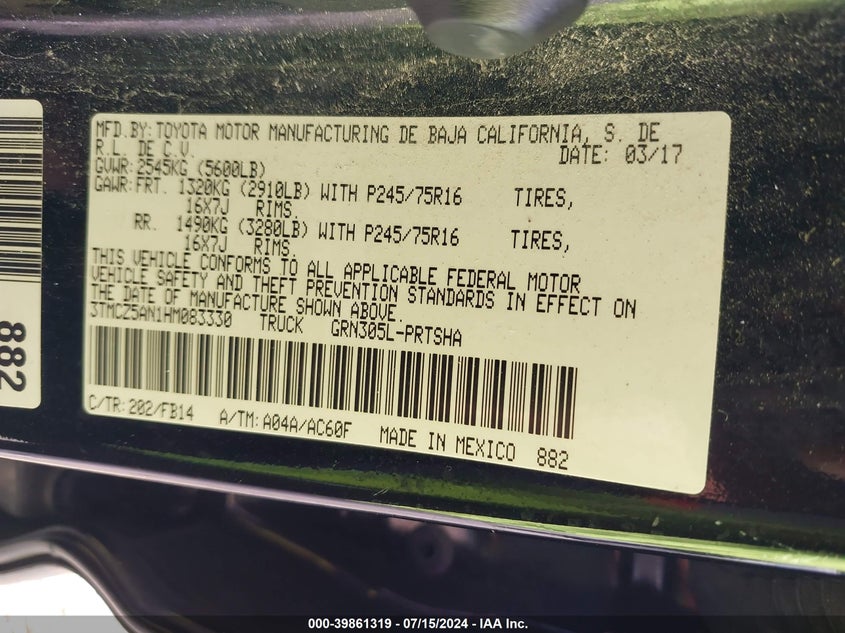 MFD.BY:TOYOTA MOTOR MANUFACTURING DE BAJA CALIFORNIA, S. DE
R.L. DE C.V. DATE: 03/17
GVWR:2545KG (5600LB)
GAWR:FRT. 1320KG (2910LB) WITH P245/75R16 TIRES,
16X7J RIMS,
RR. 1490KG (3280LB) WITH P245/75R16 TIRES,
16X7J RIMS.
THIS VEHICLE CONFORMS TO ALL APPLICABLE FEDERAL MOTOR
VEHICLE SAFETY AND THEFT PREVENTION STANDARDS IN EFFECT ON
THE DATE OF MANUFACTURE SHOWN ABOVE.
3TMCZ5AN1HM083330 TRUCK GRN305L-PRTSHA
C/TR:202/FB14 A/TM:A04A/AC60F MADE IN MEXICO 882
882
000-39861319 - 07/15/2024 - IAA Inc.